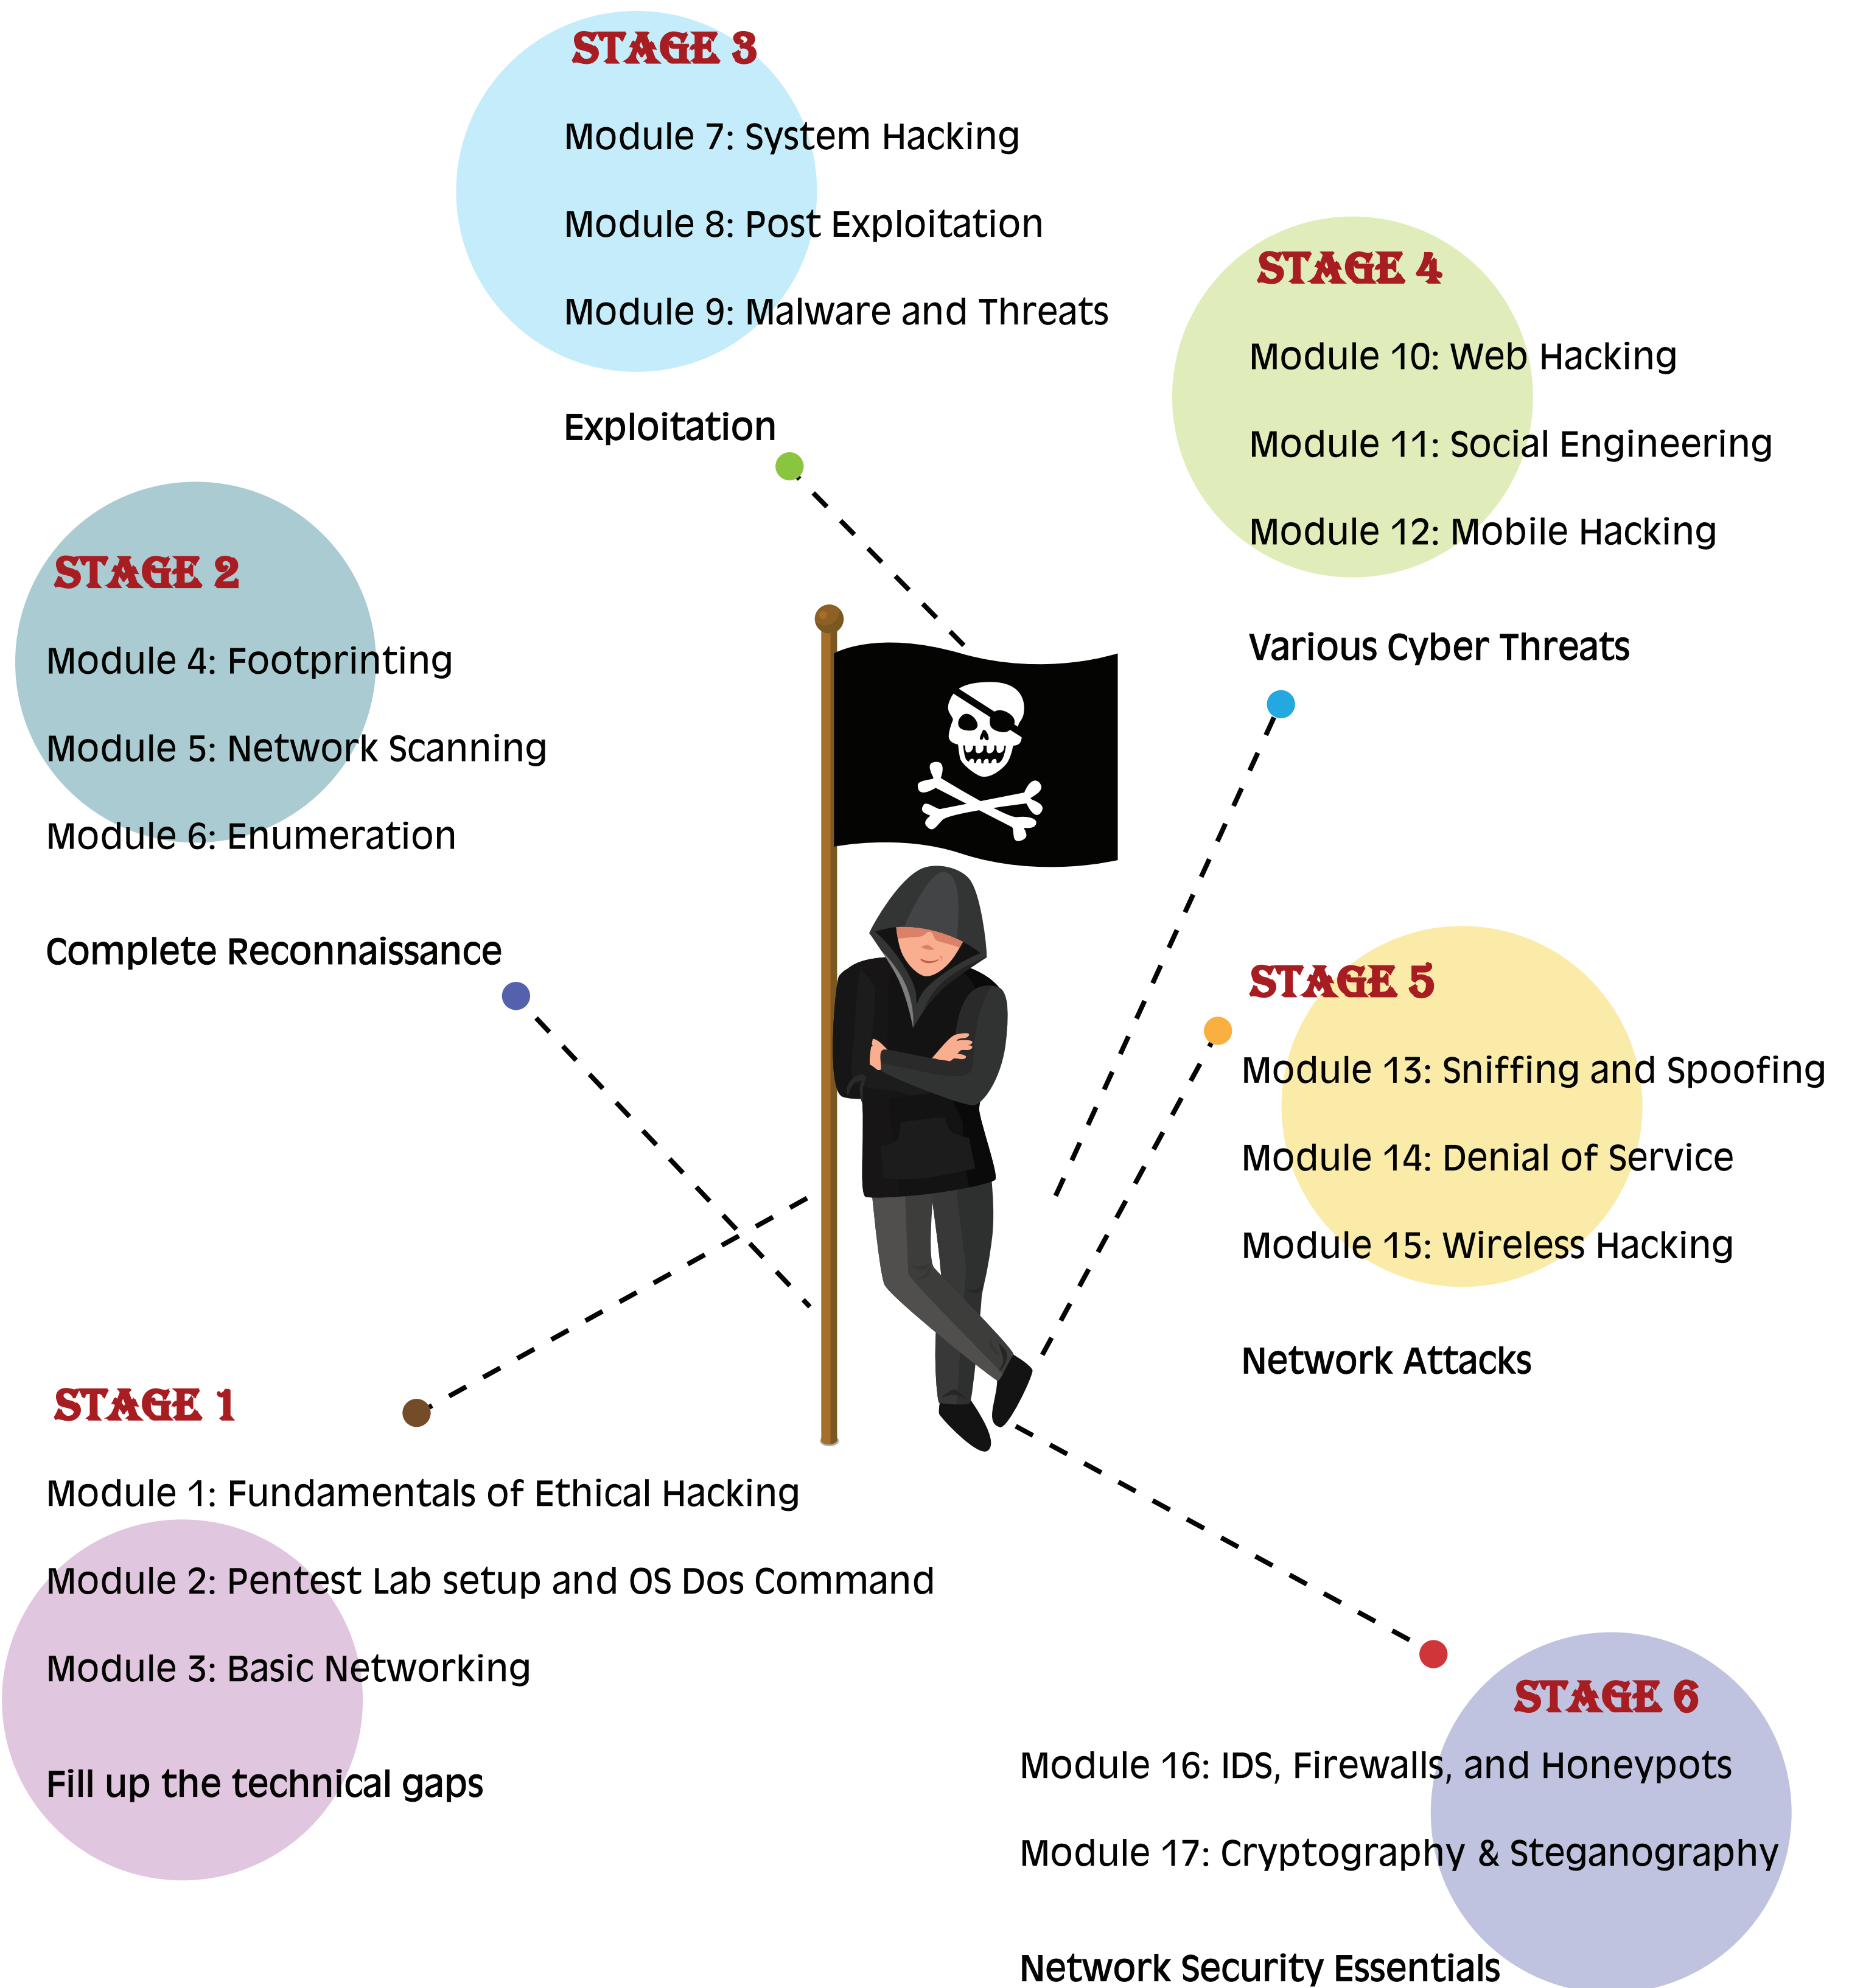 STAGE 3
Module 7: System Hacking
Module 8: Post Exploitation
Module 9: Malware and Threats
Exploitation
STAGE 4
Module 10: Web Hacking
Module 11: Social Engineering
Module 12: Mobile Hacking
Various Cyber Threats
STAGE 2
Module 4: Footprinting
Module 5: Network Scanning
Module 6: Enumeration
Complete Reconnaissance
STAGE 5
Module 13: Sniffing and Spoofing
Module 14: Denial of Service
Module 15: Wireless Hacking
Network Attacks
STAGE 1
Module 1: Fundamentals of Ethical Hacking
Module 2: Pentest Lab setup and OS Dos Command
Module 3: Basic Networking
Fill up the technical gaps
STAGE 6
Module 16: IDS, Firewalls, and Honeypots
Module 17: Cryptography & Steganography
Network Security Essentials